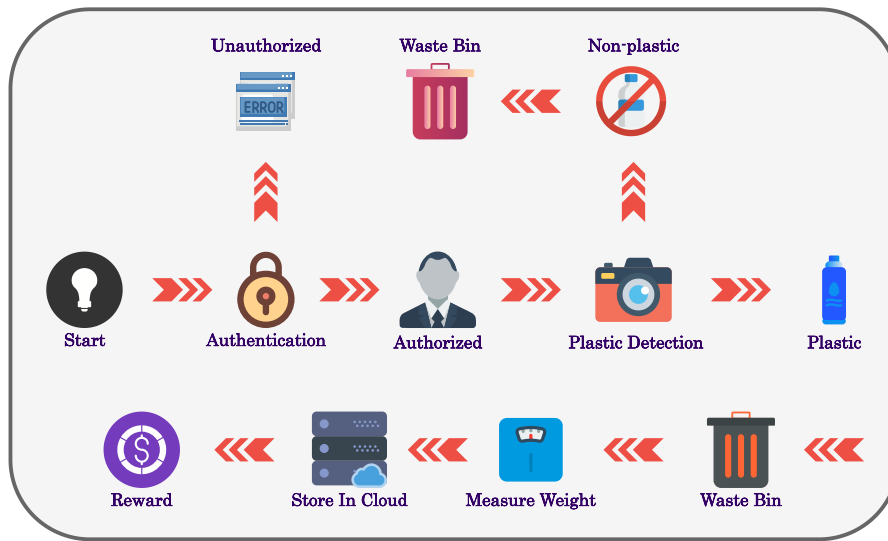 Unauthorized
Waste Bin
Non-plastic
ERROR
Start
Authentication
Authorized
Plastic Detection
Plastic
Reward
Store In Cloud
Measure Weight
Waste Bin